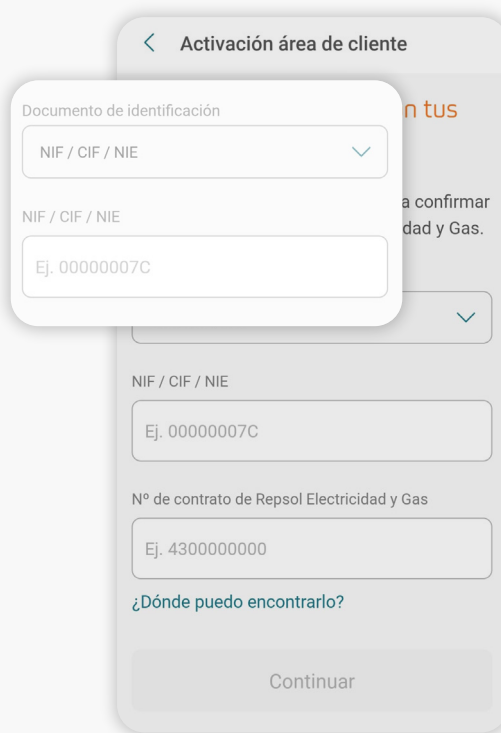 Activación área de cliente
n tus
Documento de identificación
NIF / CIF / NIE
a confirmar
NIF / CIF / NIE
dad y Gas.
Ej. 00000007C
NIF / CIF / NIE
Ej. 00000007C
Nº de contrato de Repsol Electricidad y Gas
Ej. 4300000000
¿Dónde puedo encontrarlo?
Continuar